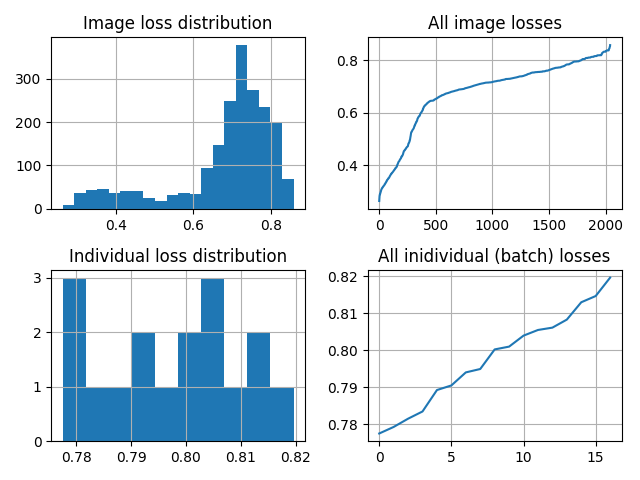 Image loss distribution
300
200
100
0
0.4 0.6 0.8
All image losses
0.8
0.6
0.4
0 500 1000 1500 2000
Individual loss distribution
3
2
1
0
0.78 0.79 0.80 0.81 0.82
All inidividual (batch) losses
0.82
0.81
0.80
0.79
0.78
0 5 10 15